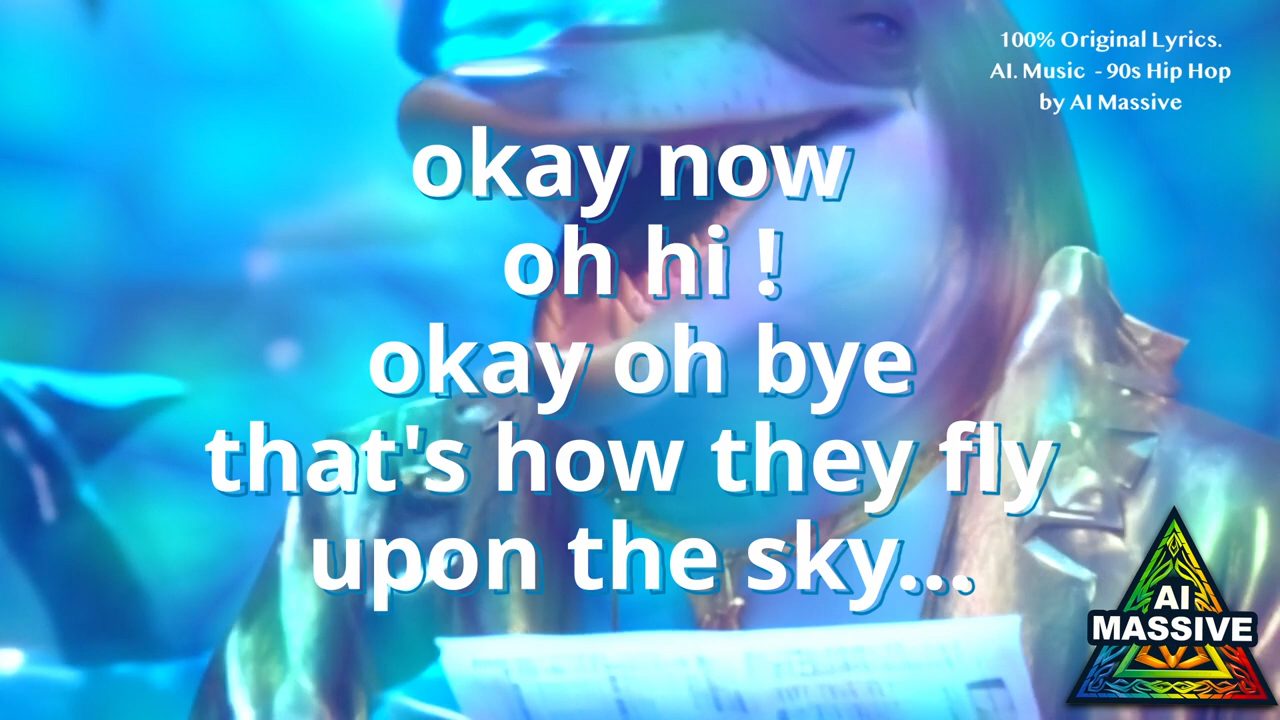 100% Original Lyrics.
AI. Music - 90s Hip Hop
by AI Massive
okay now
oh hi !
okay oh bye
that's how they fly
upon the sky...
AI
MASSIVE